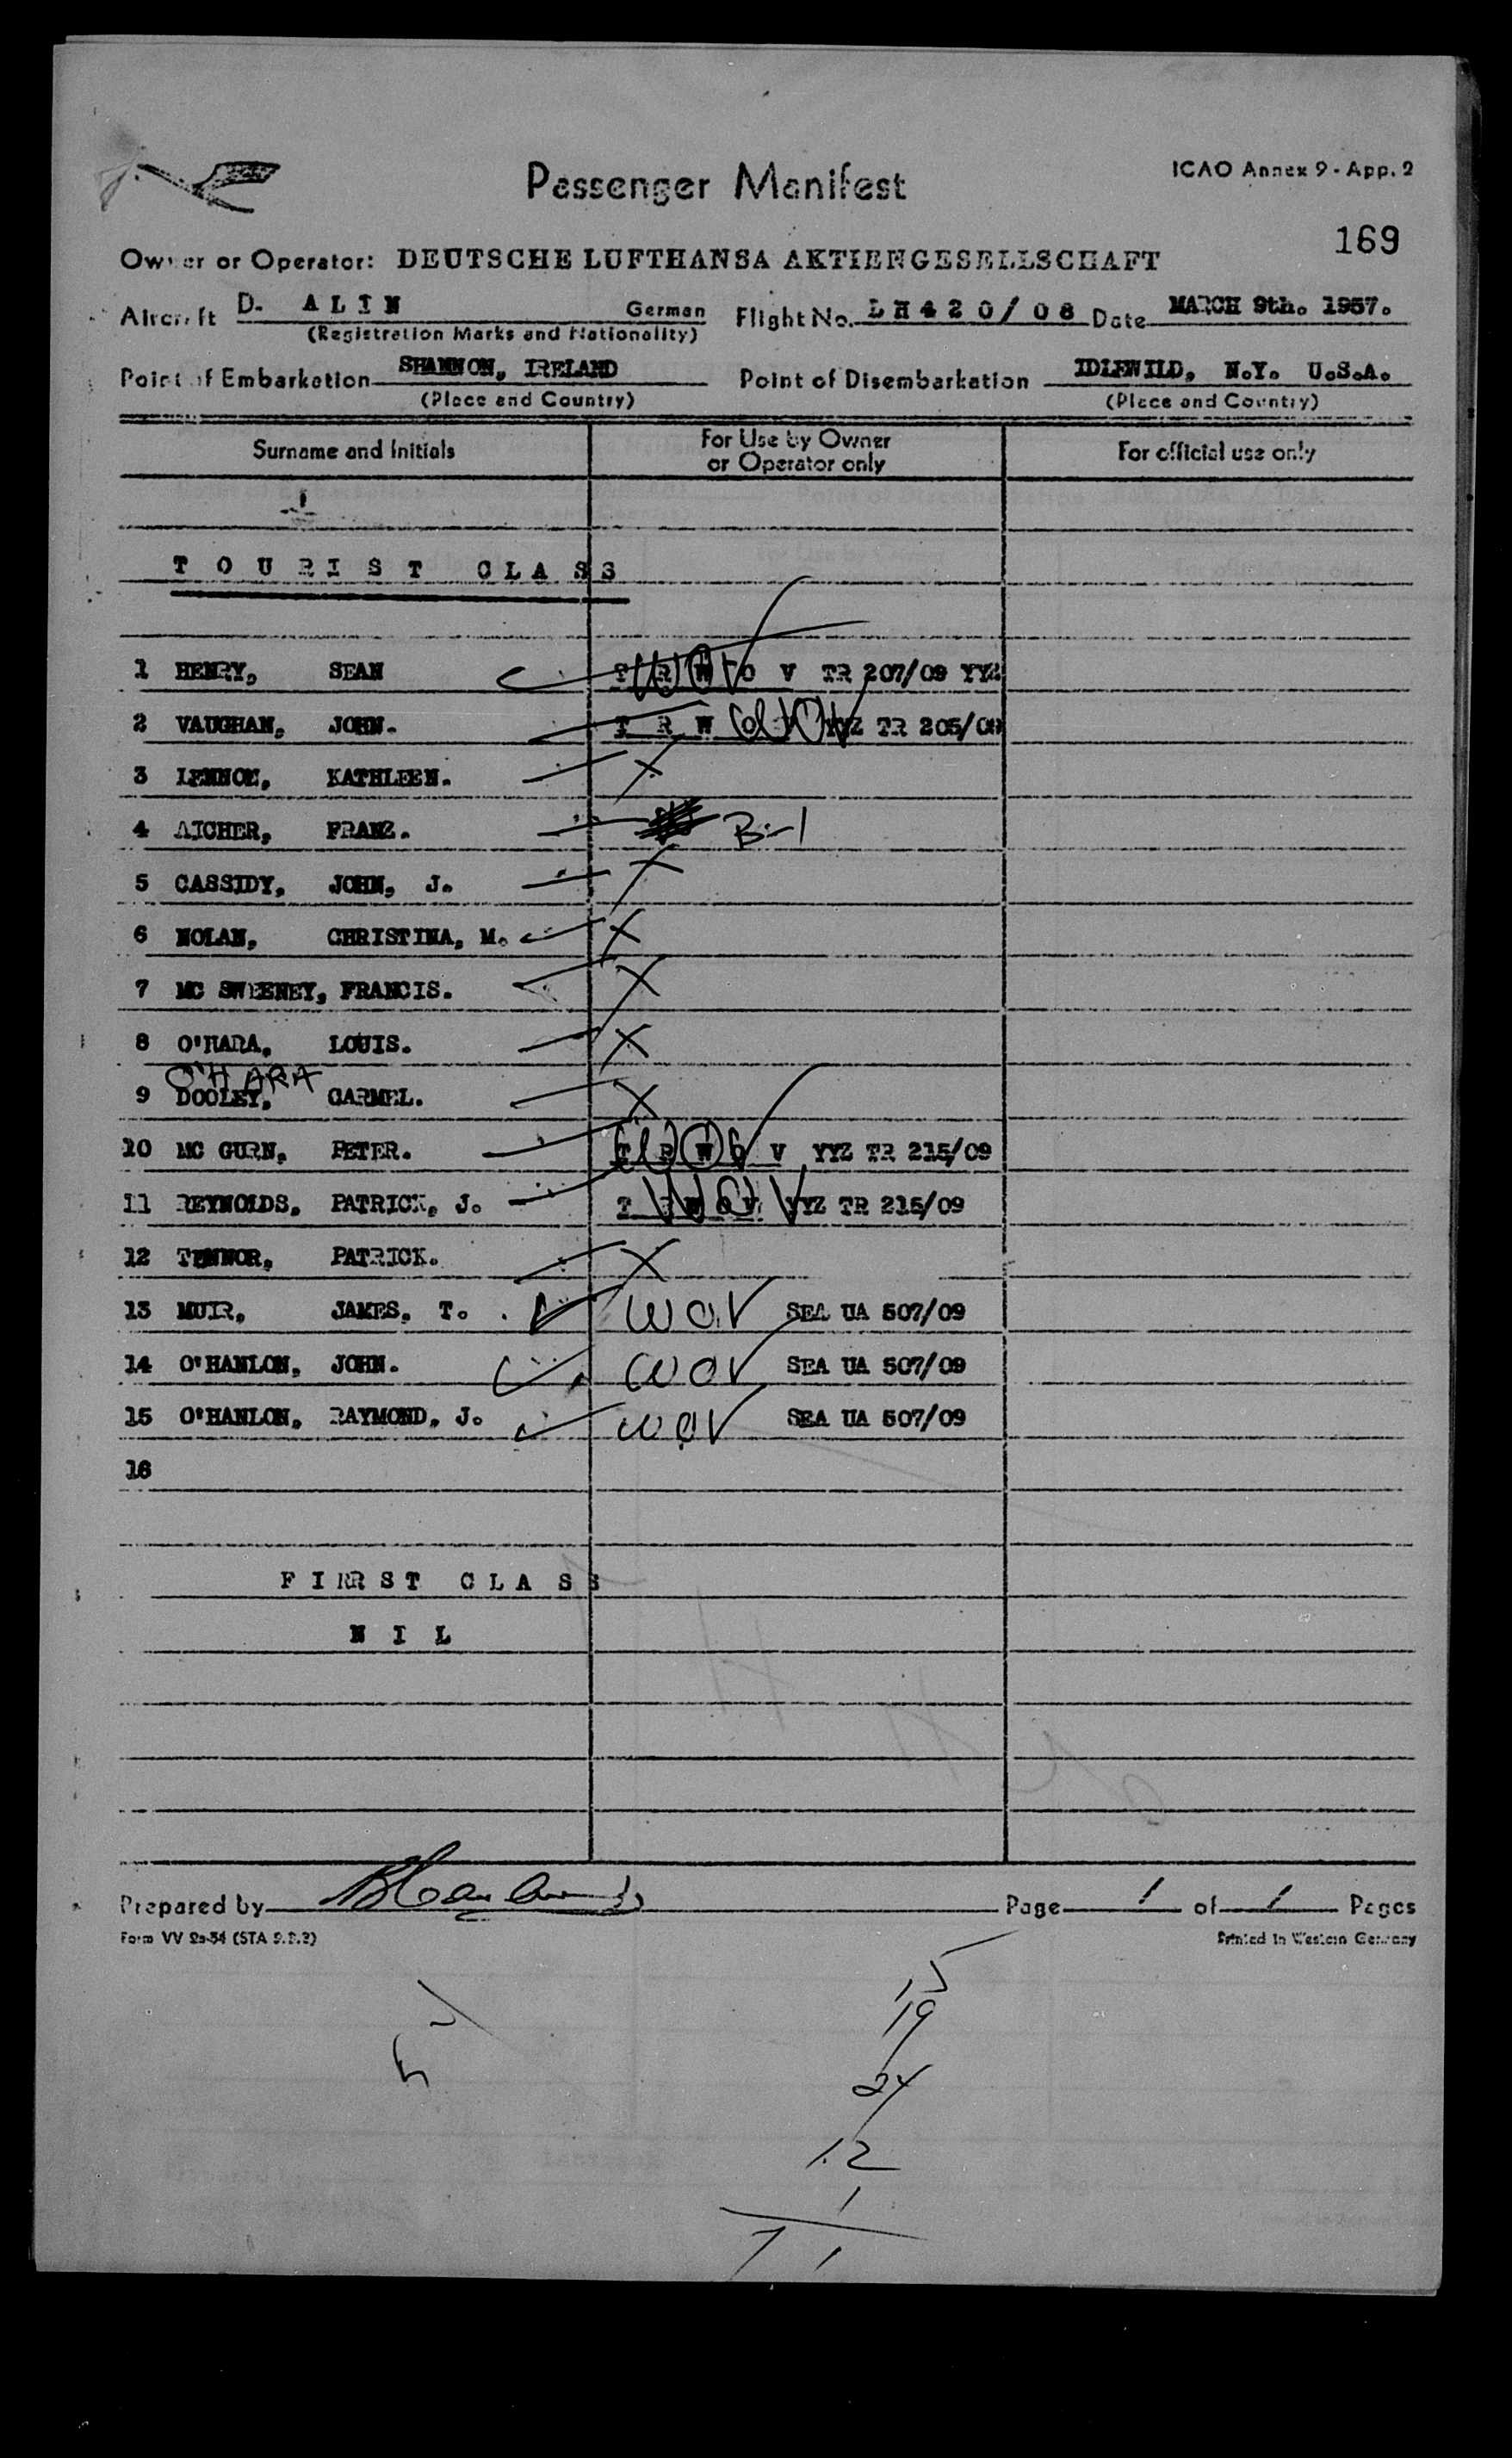 Passenger Manifest
ICAO Annex 9 - App. 2
169
Owner or Operator: DEUTSCHE LUFTHANSA AKTIENGESELLSCHAFT
Aircraft D. ALIN German Flight No. LH420/08 Date MARCH 9th. 1957.
(Registration Marks and Nationality)
Point of Embarkation SHANNON, IRELAND Point of Disembarkation IDLEWILD, N.Y. U.S.A.
(Place and Country) (Place and Country)
Surname and Initials For Use by Owner or Operator only For official use only
TOURIST CLASS
1 HENRY, SEAN T R W O V TR 207/09 YYZ
2 VAUGHAN, JOHN. T R W YYZ TR 205/09
3 LENNON, KATHLEEN. X
4 AICHER, FRANZ. B-1
5 CASSIDY, JOHN, J. X
6 NOLAN, CHRISTINA, M. X
7 MC SWEENEY, FRANCIS. X
8 O'HARA, LOUIS. X
O'HARA
9 DOOLEY, CARMEL. X
10 MC GURN, PETER. T R W O V YYZ TR 215/09
11 REYNOLDS, PATRICK, J. T R W O V YYZ TR 215/09
12 TENNOR, PATRICK. X
13 MUIR, JAMES, T. WOV SEA UA 507/09
14 O'HANLON, JOHN. WOV SEA UA 507/09
15 O'HANLON, RAYMOND, J. WOV SEA UA 507/09
16
FIRRST CLASS
NIL
Prepared by Page 1 of 1 Pages
Form VV 2a-54 (STA 9.2.2) Printed in Western Germany
15
19
24
12
1
71